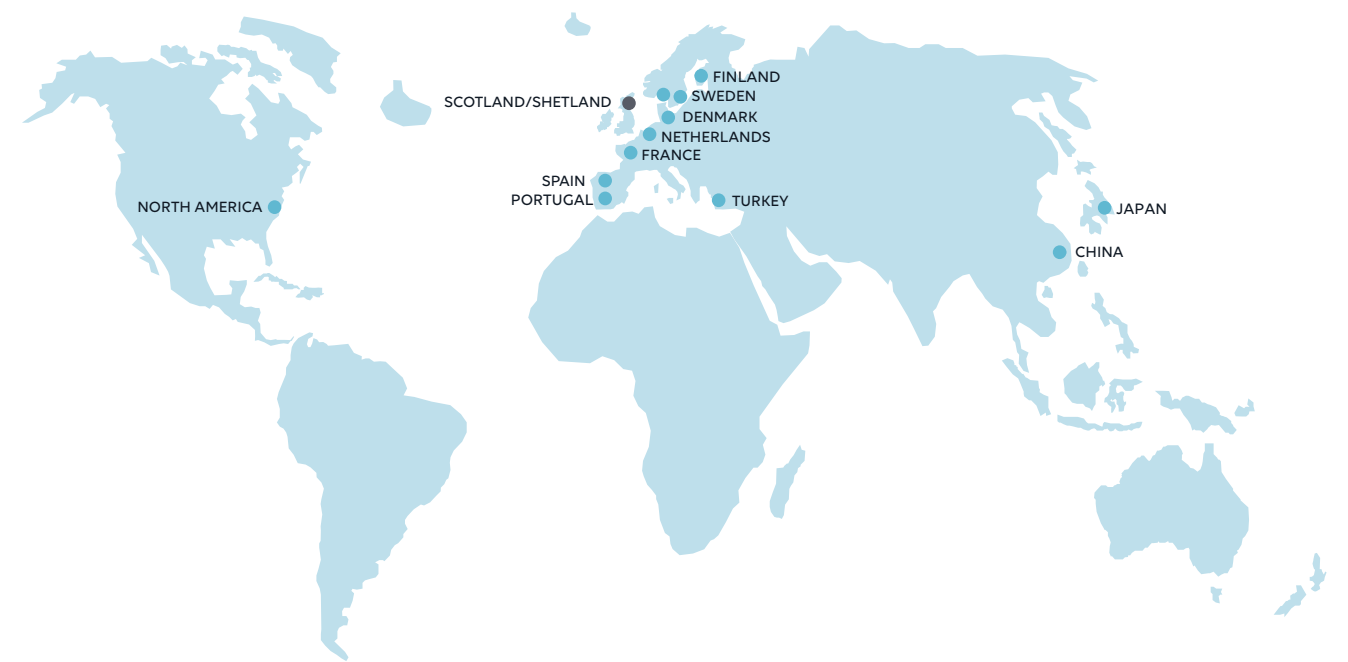 FINLAND
SWEDEN
SCOTLAND/SHETLAND
DENMARK
NETHERLANDS
FRANCE
SPAIN
PORTUGAL
TURKEY
NORTH AMERICA
JAPAN
CHINA